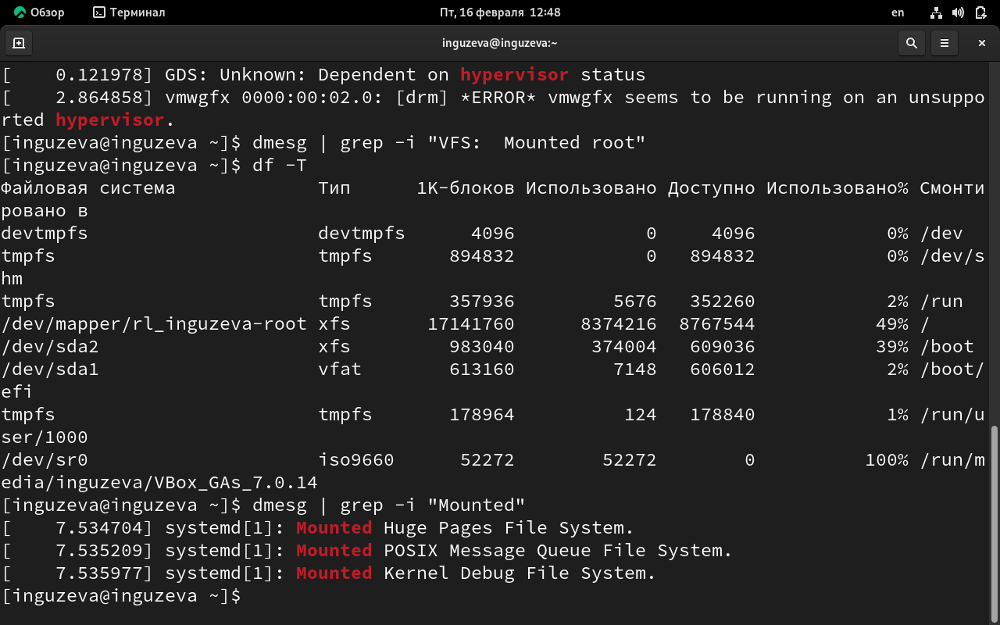 Обзор Терминал Пт, 16 февраля 12:48 en
inguzeva@inguzeva:~
[    0.121978] GDS: Unknown: Dependent on hypervisor status
[    2.864858] vmwgfx 0000:00:02.0: [drm] *ERROR* vmwgfx seems to be running on an unsuppo
rted hypervisor.
[inguzeva@inguzeva ~]$ dmesg | grep -i "VFS:  Mounted root"
[inguzeva@inguzeva ~]$ df -T
Файловая система             Тип      1K-блоков Использовано Доступно Использовано% Смонти
ровано в
devtmpfs                     devtmpfs      4096            0     4096            0% /dev
tmpfs                        tmpfs       894832            0   894832            0% /dev/s
hm
tmpfs                        tmpfs       357936         5676   352260            2% /run
/dev/mapper/rl_inguzeva-root xfs       17141760      8374216  8767544           49% /
/dev/sda2                    xfs         983040       374004   609036           39% /boot
/dev/sda1                    vfat        613160         7148   606012            2% /boot/
efi
tmpfs                        tmpfs       178964          124   178840            1% /run/u
ser/1000
/dev/sr0                     iso9660      52272        52272        0          100% /run/m
edia/inguzeva/VBox_GAs_7.0.14
[inguzeva@inguzeva ~]$ dmesg | grep -i "Mounted"
[    7.534704] systemd[1]: Mounted Huge Pages File System.
[    7.535209] systemd[1]: Mounted POSIX Message Queue File System.
[    7.535977] systemd[1]: Mounted Kernel Debug File System.
[inguzeva@inguzeva ~]$